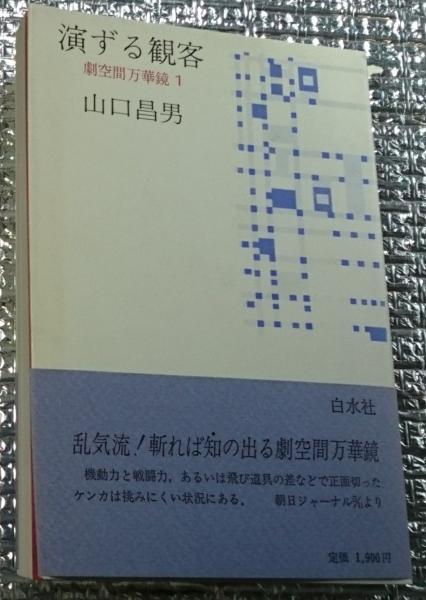 演ずる観客
劇空間万華鏡 1
山口昌男
白水社
乱気流!斬れば知の出る劇空間万華鏡
機動力と戦闘力,あるいは飛び道具の差などで正面切った
ケンカは挑みにくい状況にある. 朝日ジャーナル より
定価 1,900円